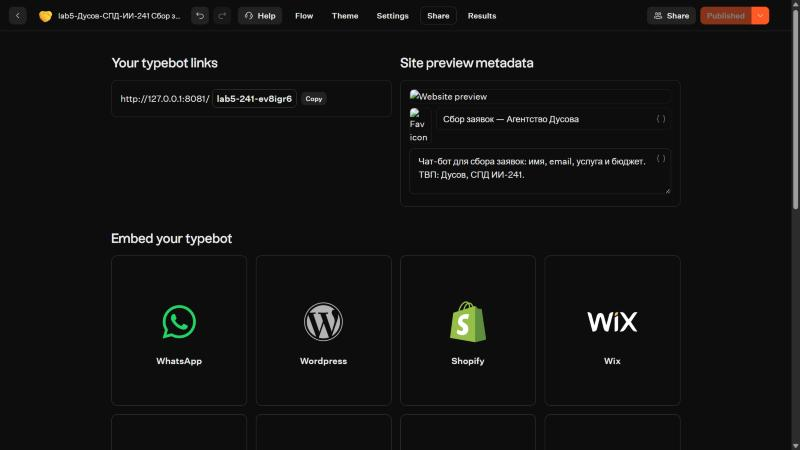 lab5-Дусов-СПД-ИИ-241 Сбор з...
Help
Flow
Theme
Settings
Share
Results
Share
Published
Your typebot links
http://127.0.0.1:8081/ lab5-241-ev8igr6 Copy
Site preview metadata
Website preview
Fav
icon
Сбор заявок — Агентство Дусова
Чат-бот для сбора заявок: имя, email, услуга и бюджет.
ТВП: Дусов, СПД ИИ-241.
Embed your typebot
WhatsApp
Wordpress
Shopify
WiX
Wix